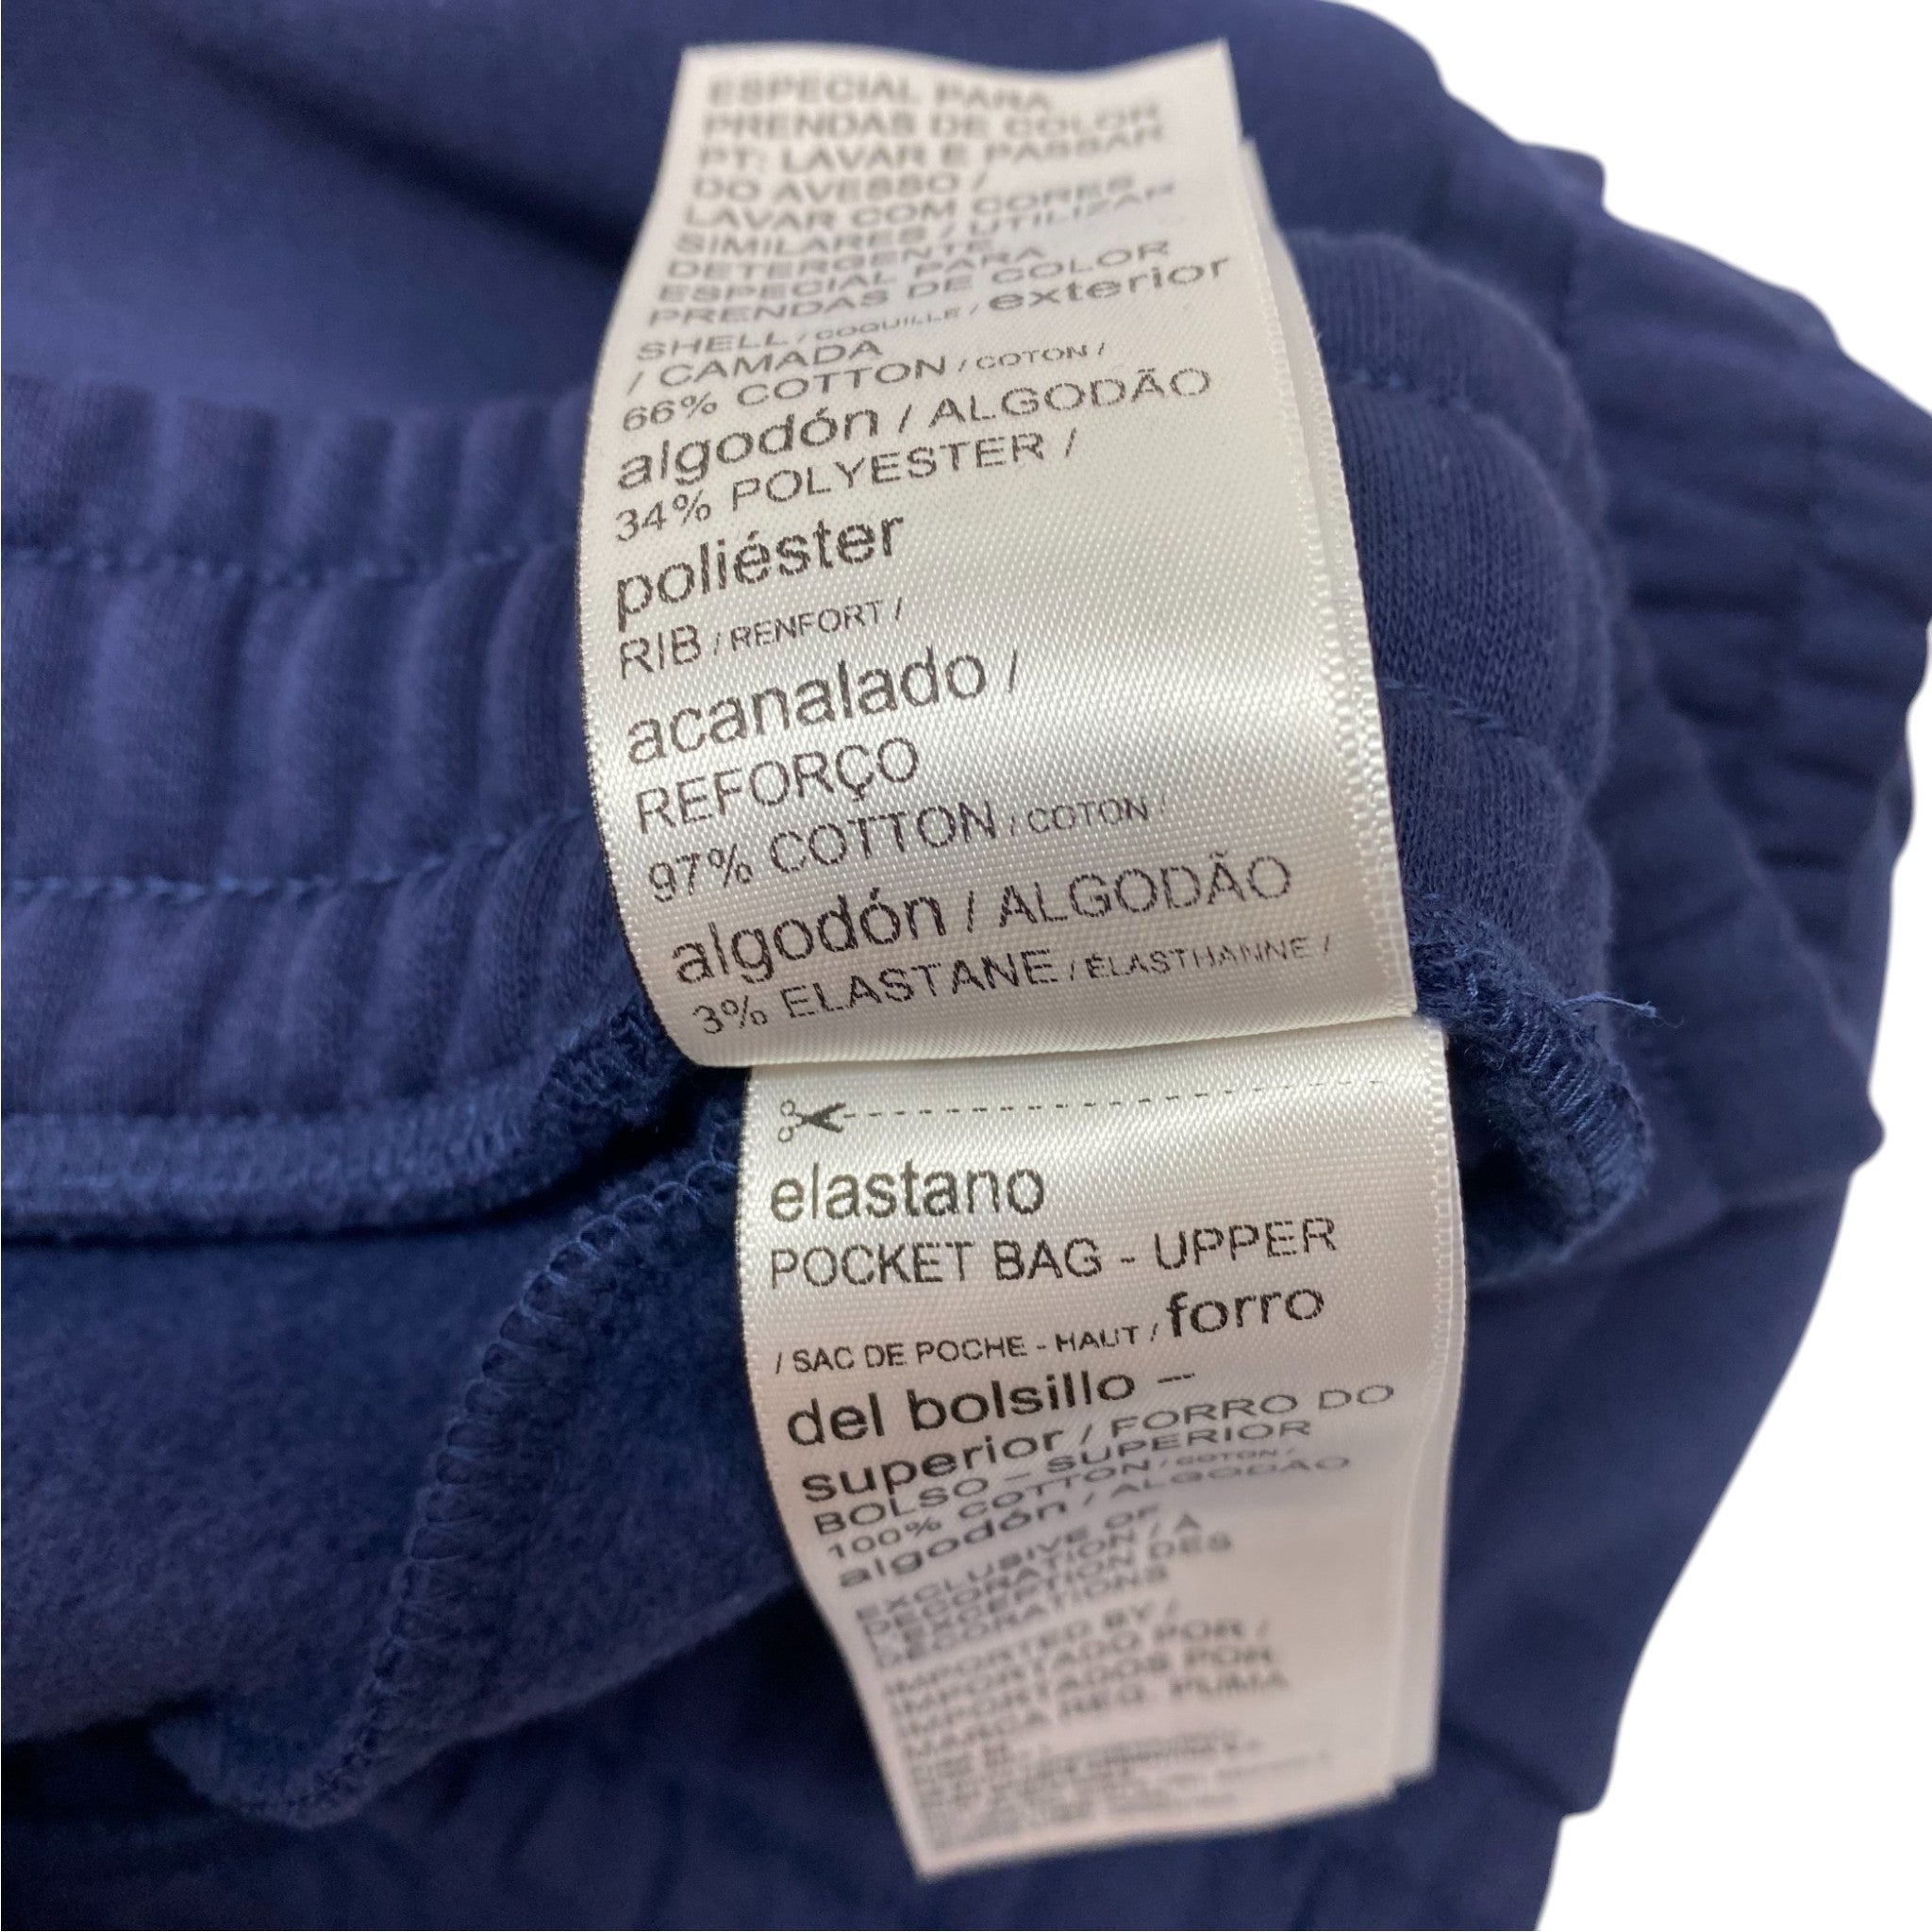 ESPECIAL PARA
PRENDAS DE COLOR
PT: LAVAR E PASSAR
DO AVESSO /
LAVAR COM CORES
SIMILARES / UTILIZAR
DETERGENTE
ESPECIAL PARA
PRENDAS DE COLOR
SHELL / COQUILLE / exterior
/ CAMADA
66% COTTON / COTON /
algodón / ALGODÃO
34% POLYESTER /
poliéster
RIB / RENFORT /
acanalado /
REFORÇO
97% COTTON / COTON /
algodón / ALGODÃO
3% ELASTANE / ÉLASTHANNE /
elastano
POCKET BAG - UPPER
/ SAC DE POCHE - HAUT / forro
del bolsillo –
superior / FORRO DO
BOLSO – SUPERIOR
100% COTTON / COTON /
algodón / ALGODÃO
EXCLUSIVE OF
DECORATION / À
L'EXCEPTION DES
DECORATIONS
IMPORTED BY /
IMPORTADO POR /
IMPORTADOS POR
MARCA REG. PUMA